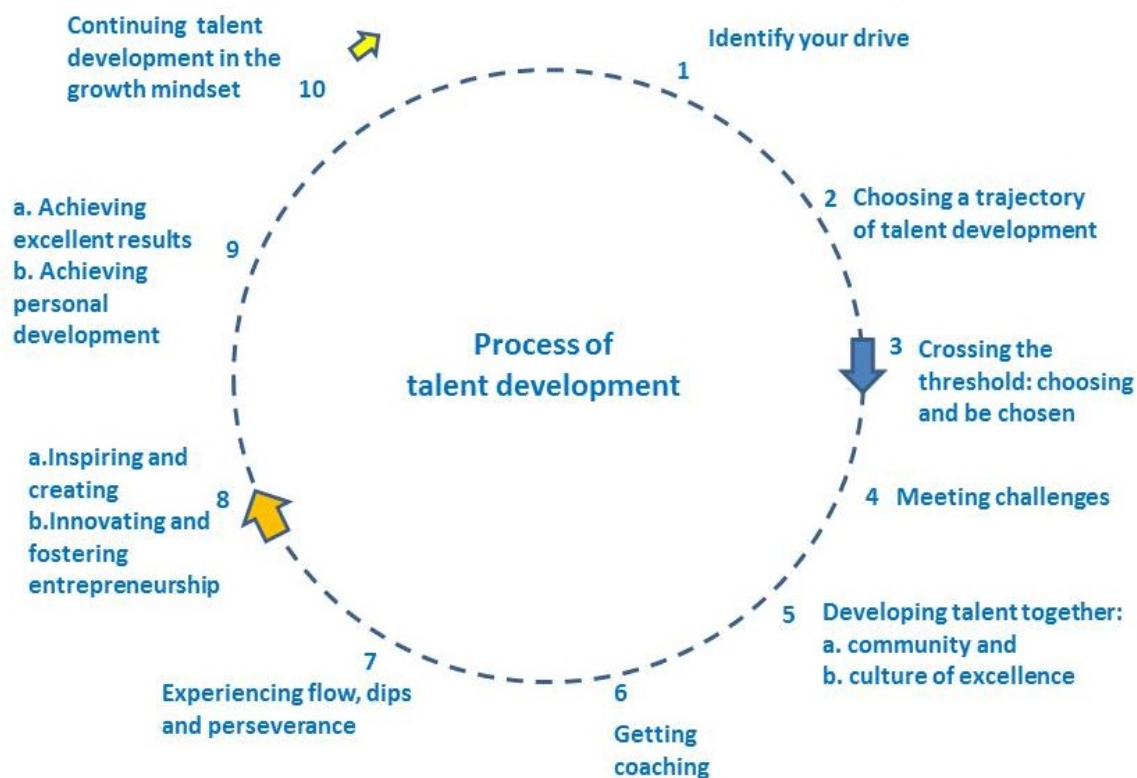 Process of
talent development
1
Identify your drive
2
Choosing a trajectory
of talent development
3
Crossing the
threshold: choosing
and be chosen
4
Meeting challenges
5
Developing talent together:
a. community and
b. culture of excellence
6
Getting
coaching
7
Experiencing flow, dips
and perseverance
8
a.Inspiring and
creating
b.Innovating and
fostering
entrepreneurship
9
a. Achieving
excellent results
b. Achieving
personal
development
10
Continuing talent
development in the
growth mindset